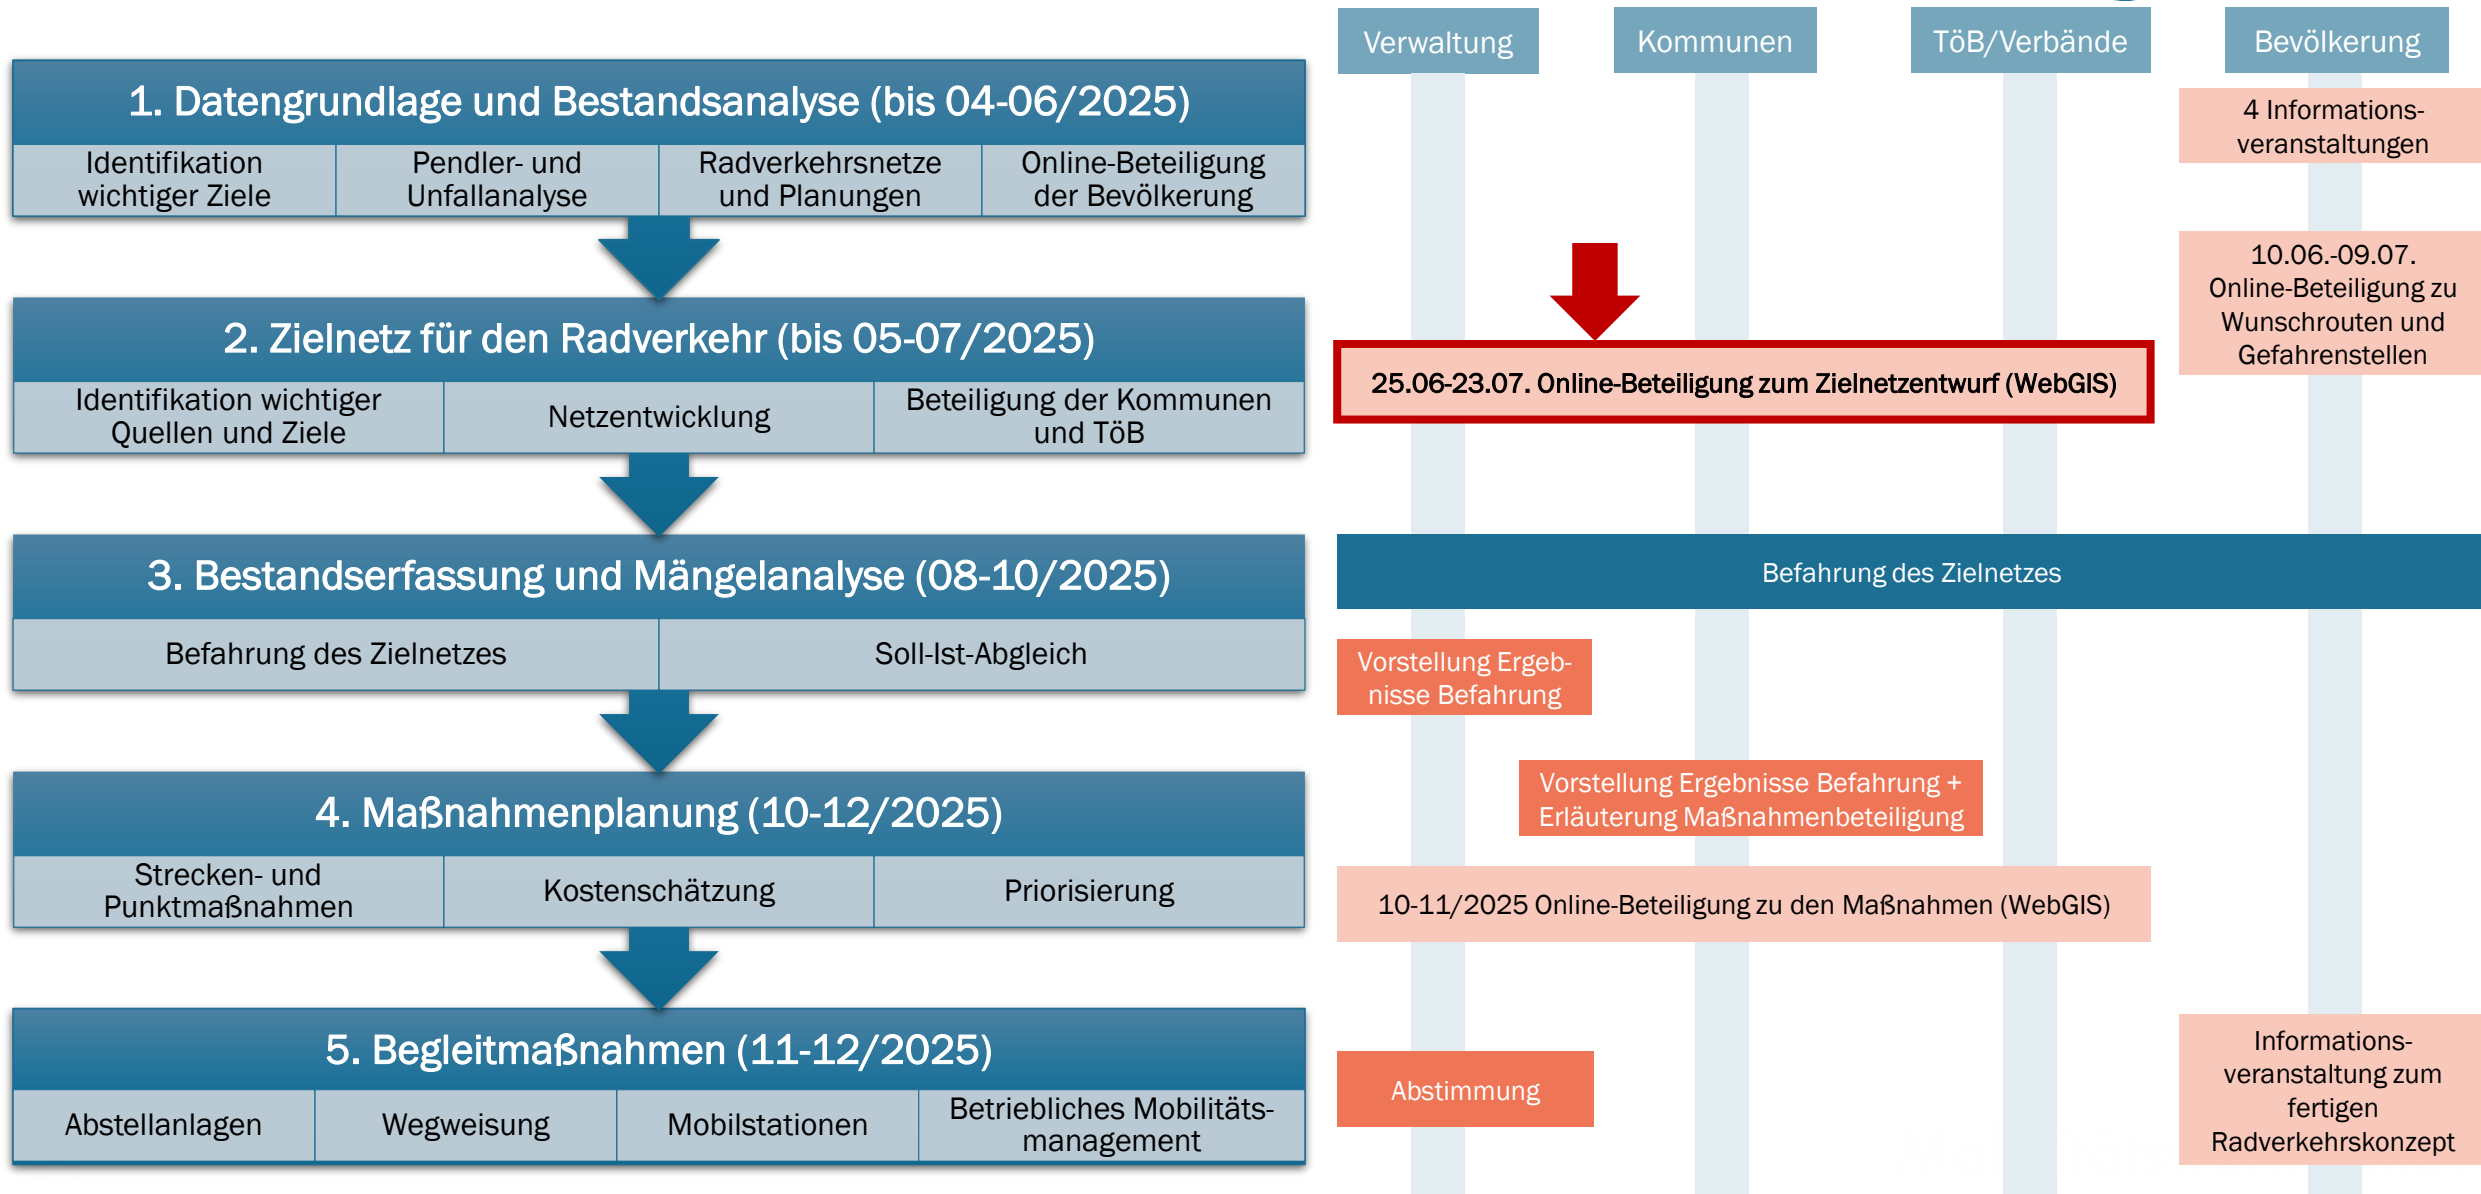 Verwaltung
Kommunen
TöB/Verbände
Bevölkerung
1. Datengrundlage und Bestandsanalyse (bis 04-06/2025)
Identifikation
wichtiger Ziele
Pendler- und
Unfallanalyse
Radverkehrsnetze
und Planungen
Online-Beteiligung
der Bevölkerung
4 Informations-
veranstaltungen
10.06.-09.07.
Online-Beteiligung zu
Wunschrouten und
Gefahrenstellen
2. Zielnetz für den Radverkehr (bis 05-07/2025)
Identifikation wichtiger
Quellen und Ziele
Netzentwicklung
Beteiligung der Kommunen
und TöB
25.06-23.07. Online-Beteiligung zum Zielnetzentwurf (WebGIS)
3. Bestandserfassung und Mängelanalyse (08-10/2025)
Befahrung des Zielnetzes
Soll-Ist-Abgleich
Befahrung des Zielnetzes
Vorstellung Ergeb-
nisse Befahrung
4. Maßnahmenplanung (10-12/2025)
Strecken- und
Punktmaßnahmen
Kostenschätzung
Priorisierung
Vorstellung Ergebnisse Befahrung +
Erläuterung Maßnahmenbeteiligung
10-11/2025 Online-Beteiligung zu den Maßnahmen (WebGIS)
5. Begleitmaßnahmen (11-12/2025)
Abstellanlagen
Wegweisung
Mobilstationen
Betriebliches Mobilitäts-
management
Abstimmung
Informations-
veranstaltung zum
fertigen
Radverkehrskonzept